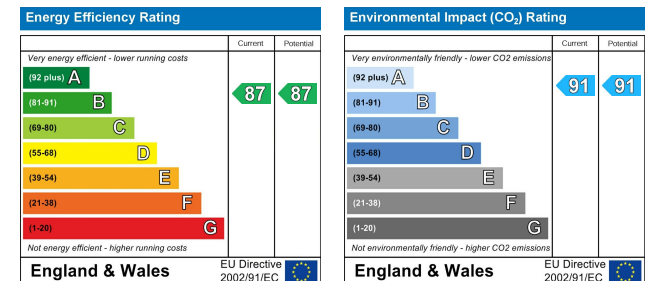 Energy Efficiency Rating
Current Potential
Very energy efficient - lower running costs
(92 plus) A
(81-91) B
87 87
(69-80) C
(55-68) D
(39-54) E
(21-38) F
(1-20) G
Not energy efficient - higher running costs
England & Wales
EU Directive
2002/91/EC
Environmental Impact (CO₂) Rating
Current Potential
Very environmentally friendly - lower CO2 emissions
(92 plus) A
91 91
(81-91) B
(69-80) C
(55-68) D
(39-54) E
(21-38) F
(1-20) G
Not environmentally friendly - higher CO2 emissions
England & Wales
EU Directive
2002/91/EC